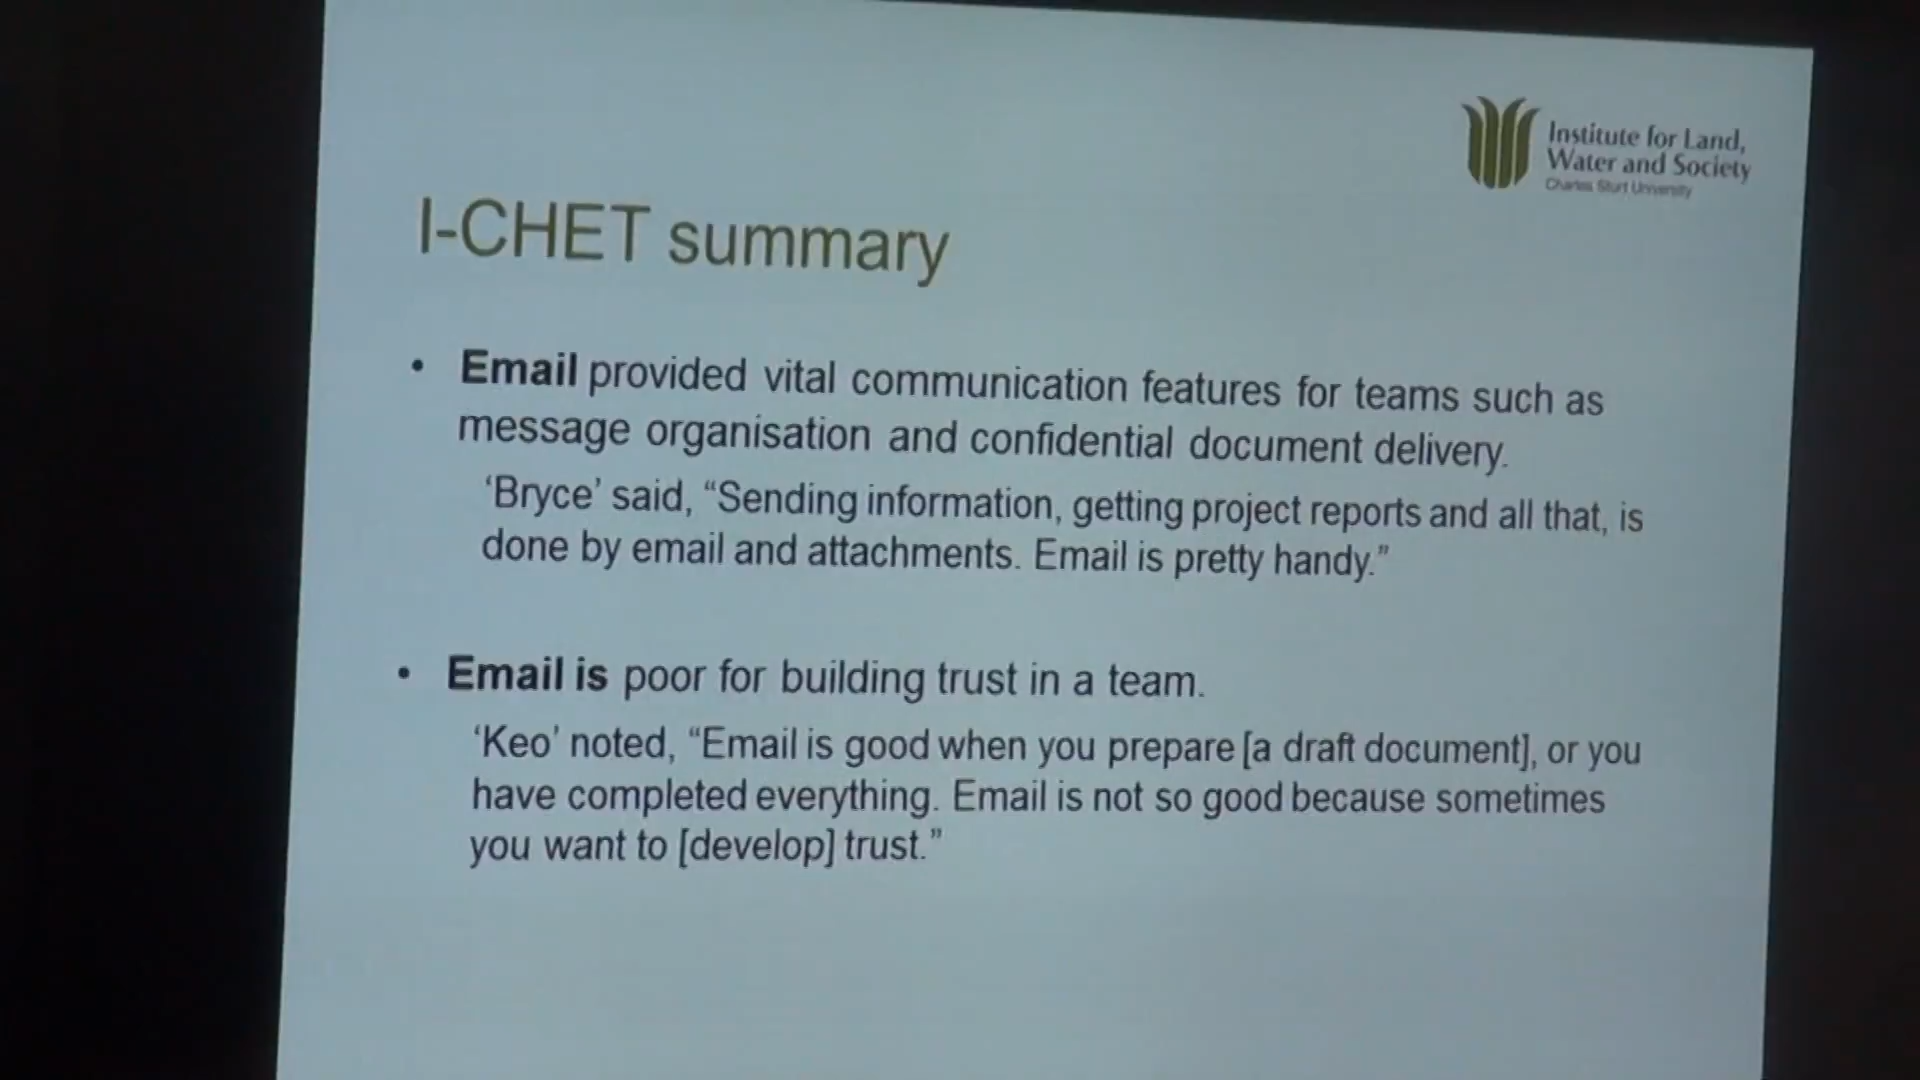 Institute for Land,
Water and Society
Charles Sturt University
I-CHET summary
• Email provided vital communication features for teams such as
message organisation and confidential document delivery.
‘Bryce’ said, “Sending information, getting project reports and all that, is
done by email and attachments. Email is pretty handy.”
• Email is poor for building trust in a team.
‘Keo’ noted, “Email is good when you prepare [a draft document], or you
have completed everything. Email is not so good because sometimes
you want to [develop] trust.”